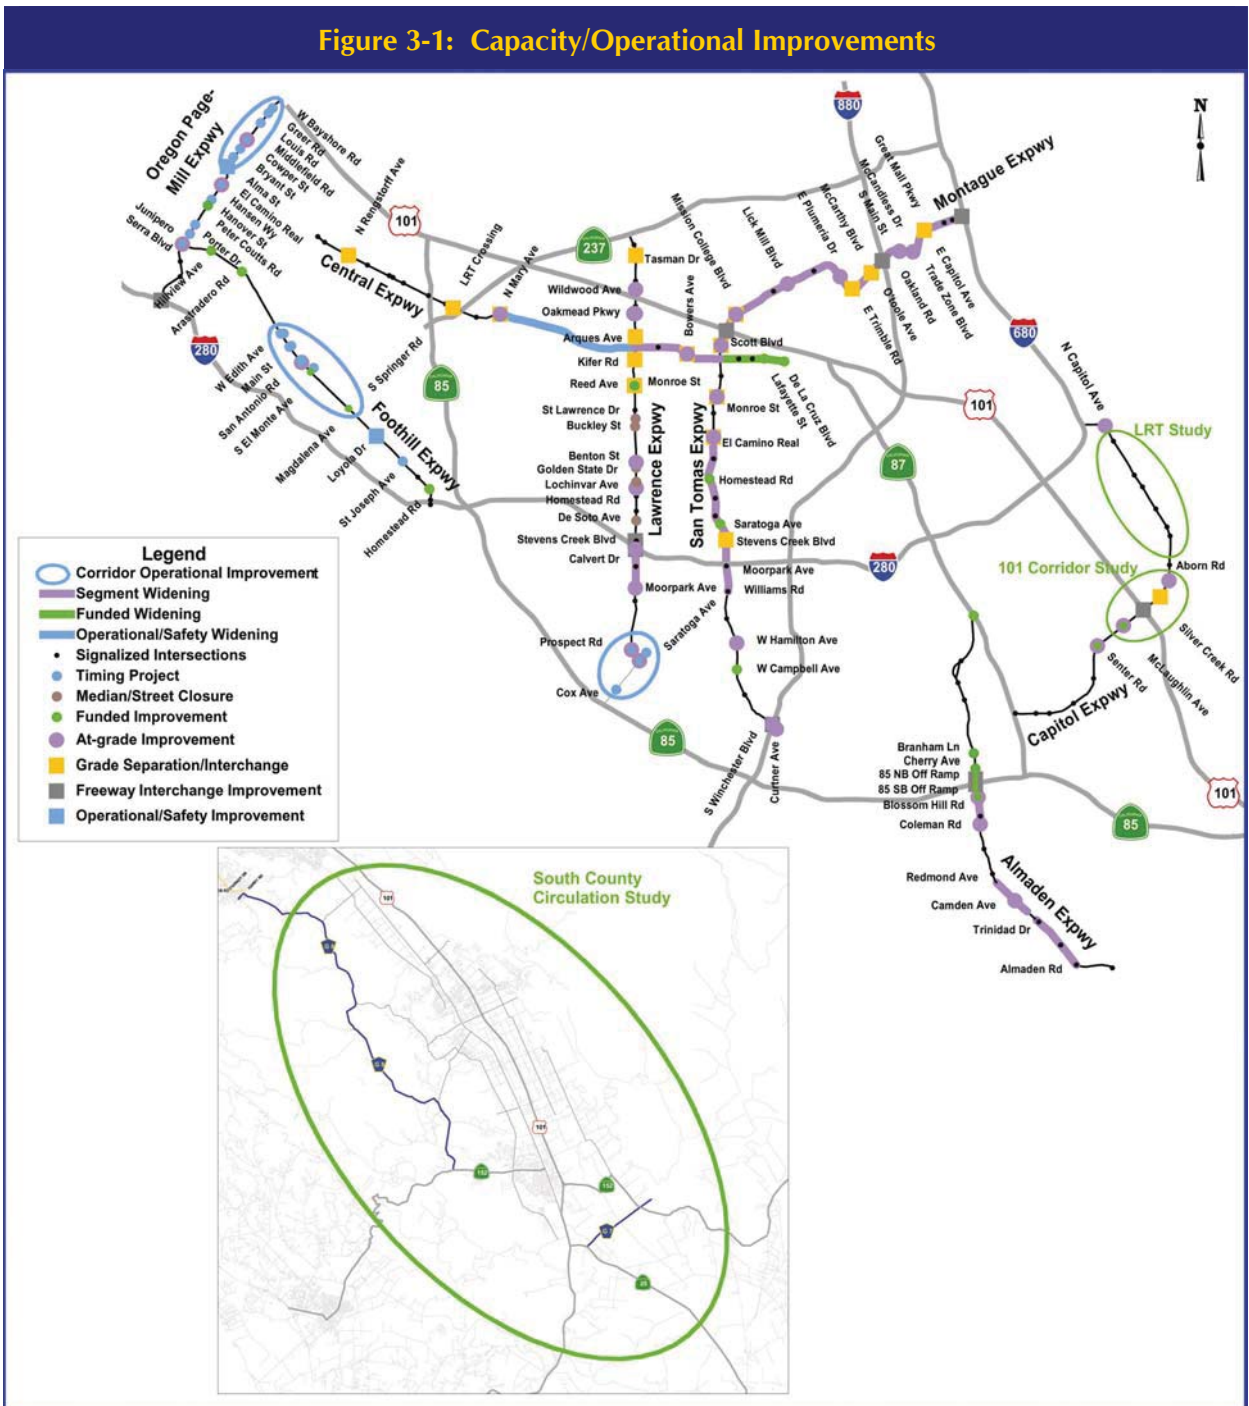 Figure 3-1:  Capacity/Operational Improvements
Oregon Page-
Mill Expwy
W Bayshore Rd
Greer Rd
Louis Rd
Middlefield Rd
Cowper St
Bryant St
Alma St
El Camino Real
Hansen Wy
Hanover St
Peter Coutts Rd
Porter Dr
Junipero
Serra Blvd
Hillview Ave
Arastradero Rd
280
W Edith Ave
Main St
San Antonio Rd
S El Monte Ave
Magdalena Ave
Loyola Dr
St Joseph Ave
Homestead Rd
Foothill Expwy
N Rengstorff Ave
101
Central Expwy
LRT Crossing
N Mary Ave
S Springer Rd
85
237
Tasman Dr
Wildwood Ave
Oakmead Pkwy
Arques Ave
Kifer Rd
Reed Ave
Monroe St
St Lawrence Dr
Buckley St
Benton St
Golden State Dr
Lochinvar Ave
Homestead Rd
De Soto Ave
Stevens Creek Blvd
Calvert Dr
Moorpark Ave
Prospect Rd
Saratoga Ave
Cox Ave
Lawrence Expwy
Bowers Ave
Scott Blvd
De La Cruz Blvd
Lafayette St
San Tomas Expwy
Monroe St
El Camino Real
Homestead Rd
Saratoga Ave
Stevens Creek Blvd
Moorpark Ave
Williams Rd
W Hamilton Ave
W Campbell Ave
S Winchester Blvd
Curtner Ave
85
880
N
Mission College Blvd
Lick Mill Blvd
E Plumeria Dr
McCarthy Blvd
S Main St
McCandless Dr
Great Mall Pkwy
Montague Expwy
E Capitol Ave
Trade Zone Blvd
Oakland Rd
O'toole Ave
E Trimble Rd
680
101
87
280
N Capitol Ave
LRT Study
101 Corridor Study
Aborn Rd
Silver Creek Rd
McLaughlin Ave
Senter Rd
Capitol Expwy
101
85
Branham Ln
Cherry Ave
85 NB Off Ramp
85 SB Off Ramp
Blossom Hill Rd
Coleman Rd
Redmond Ave
Camden Ave
Trinidad Dr
Almaden Rd
Almaden Expwy
Legend
Corridor Operational Improvement
Segment Widening
Funded Widening
Operational/Safety Widening
Signalized Intersections
Timing Project
Median/Street Closure
Funded Improvement
At-grade Improvement
Grade Separation/Interchange
Freeway Interchange Improvement
Operational/Safety Improvement
South County
Circulation Study
101
101
152
152
25